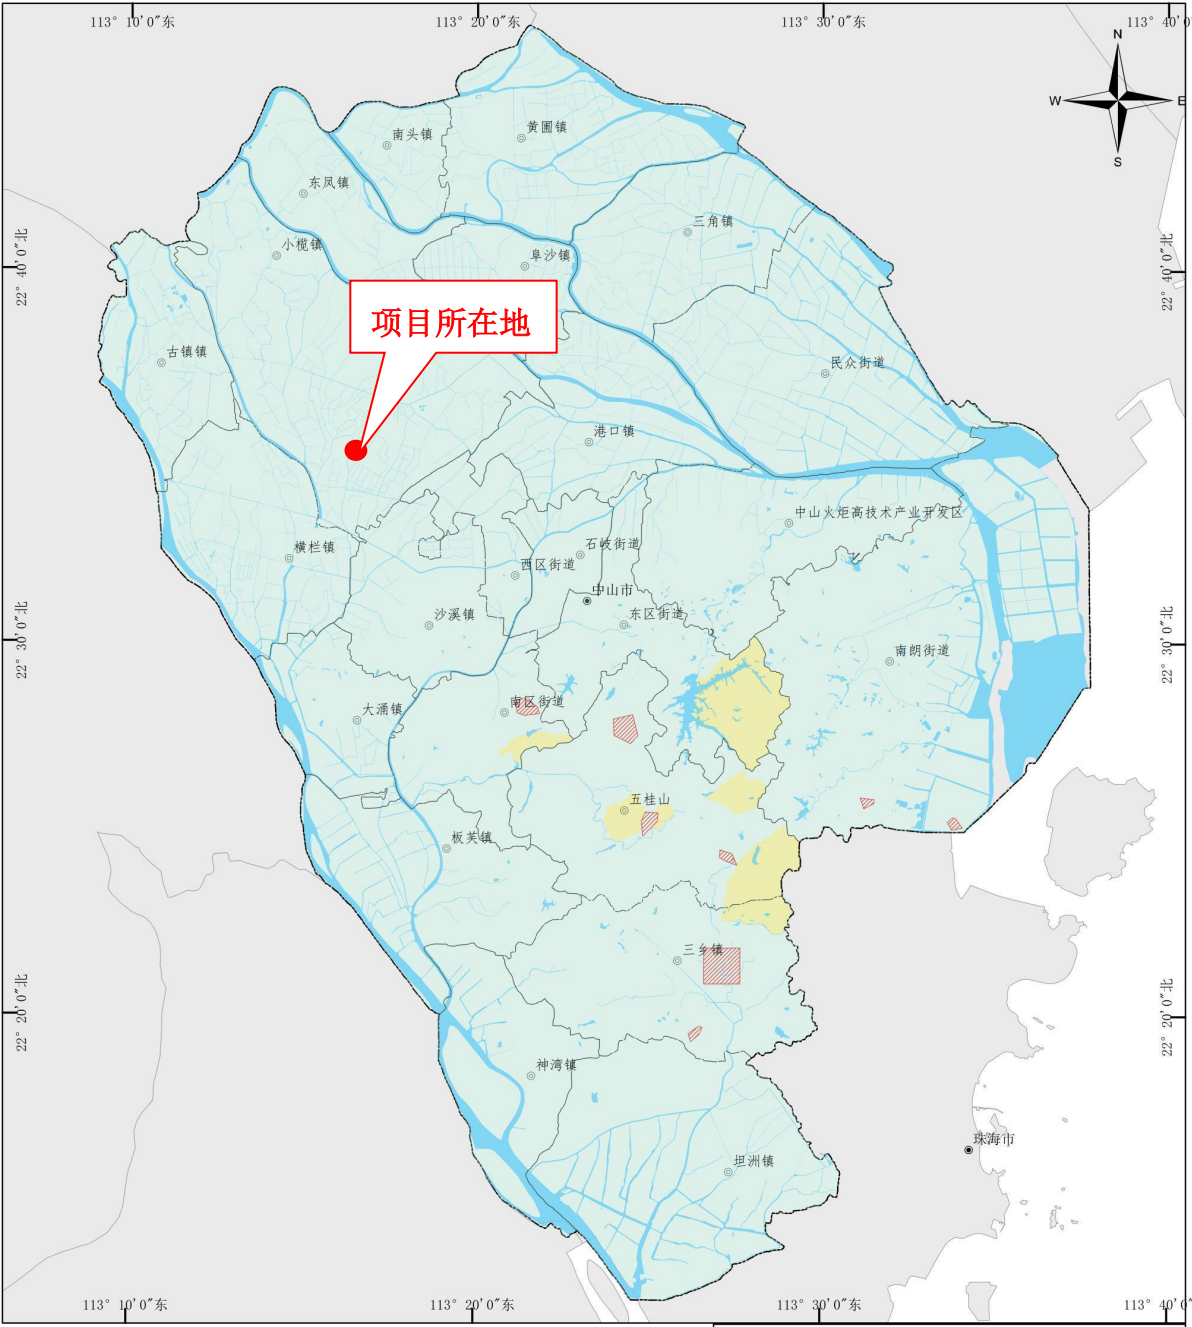 113° 10′0″东
113° 20′0″东
113° 30′0″东
113° 40′0
N
W
E
S
南头镇
黄圃镇
东凤镇
三角镇
小榄镇
阜沙镇
22° 40′0″北
22° 40′0″北
项目所在地
古镇镇
民众街道
港口镇
中山火炬高技术产业开发区
横栏镇
石岐街道
西区街道
中山市
沙溪镇
东区街道
22° 30′0″北
22° 30′0″北
南朗街道
大涌镇
南区街道
五桂山
板芙镇
三乡镇
22° 20′0″北
22° 20′0″北
神湾镇
珠海市
坦洲镇
113° 10′0″东
113° 20′0″东
113° 30′0″东
113° 40′0″